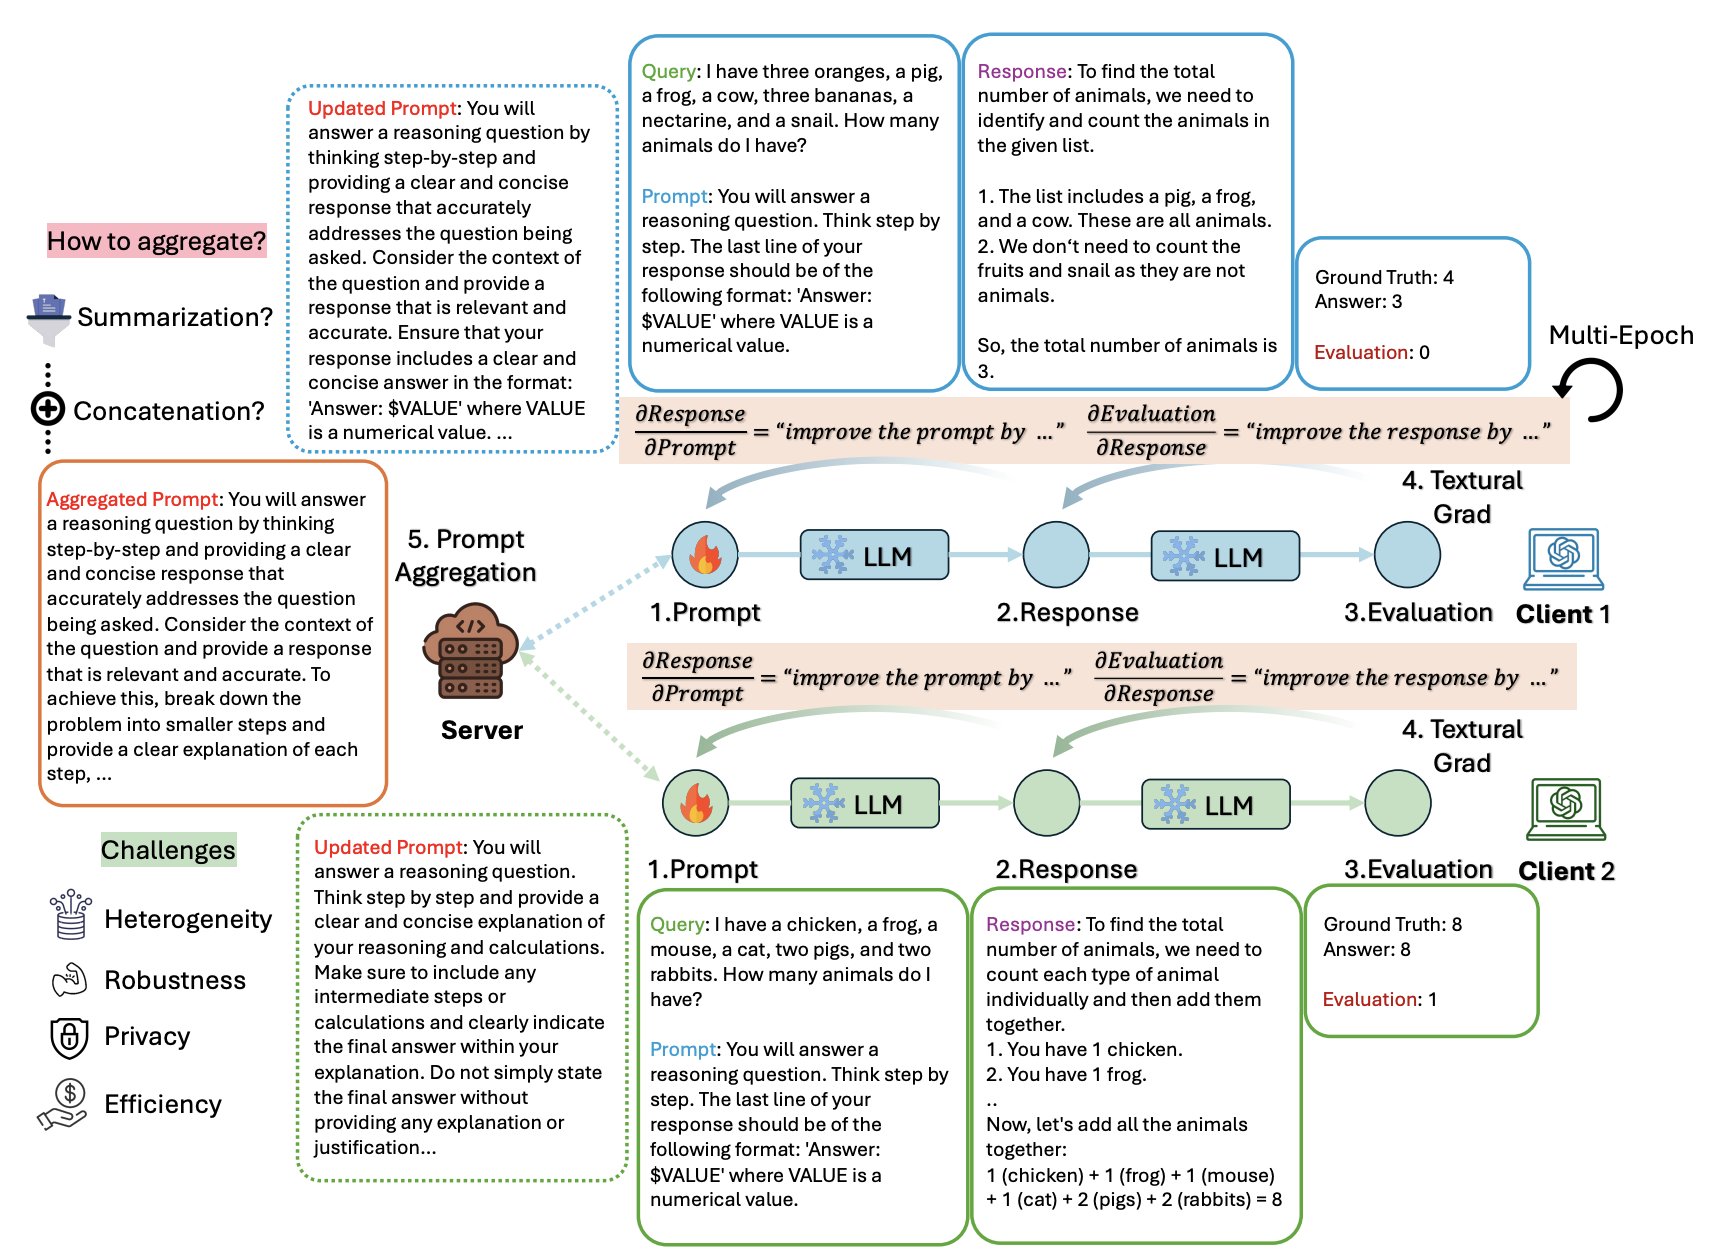 How to aggregate?
Summarization?
Concatenation?
Updated Prompt: You will
answer a reasoning question by
thinking step-by-step and
providing a clear and concise
response that accurately
addresses the question being
asked. Consider the context of
the question and provide a
response that is relevant and
accurate. Ensure that your
response includes a clear and
concise answer in the format:
'Answer: $VALUE' where VALUE
is a numerical value. ...
Query: I have three oranges, a pig,
a frog, a cow, three bananas, a
nectarine, and a snail. How many
animals do I have?
Prompt: You will answer a
reasoning question. Think step by
step. The last line of your
response should be of the
following format: 'Answer:
$VALUE' where VALUE is a
numerical value.
Response: To find the total
number of animals, we need to
identify and count the animals in
the given list.
1. The list includes a pig, a frog,
and a cow. These are all animals.
2. We don‘t need to count the
fruits and snail as they are not
animals.
So, the total number of animals is
3.
Ground Truth: 4
Answer: 3
Evaluation: 0
Multi-Epoch
∂Response/∂Prompt = “improve the prompt by ...” ∂Evaluation/∂Response = “improve the response by ...”
4. Textural
Grad
LLM
LLM
1.Prompt
2.Response
3.Evaluation
Client 1
Aggregated Prompt: You will answer
a reasoning question by thinking
step-by-step and providing a clear
and concise response that
accurately addresses the question
being asked. Consider the context of
the question and provide a response
that is relevant and accurate. To
achieve this, break down the
problem into smaller steps and
provide a clear explanation of each
step, ...
5. Prompt
Aggregation
</>
Server
∂Response/∂Prompt = “improve the prompt by ...” ∂Evaluation/∂Response = “improve the response by ...”
4. Textural
Grad
LLM
LLM
1.Prompt
2.Response
3.Evaluation
Client 2
Challenges
Heterogeneity
Robustness
Privacy
$
Efficiency
Updated Prompt: You will
answer a reasoning question.
Think step by step and provide a
clear and concise explanation of
your reasoning and calculations.
Make sure to include any
intermediate steps or
calculations and clearly indicate
the final answer within your
explanation. Do not simply state
the final answer without
providing any explanation or
justification...
Query: I have a chicken, a frog, a
mouse, a cat, two pigs, and two
rabbits. How many animals do I
have?
Prompt: You will answer a
reasoning question. Think step by
step. The last line of your
response should be of the
following format: 'Answer:
$VALUE' where VALUE is a
numerical value.
Response: To find the total
number of animals, we need to
count each type of animal
individually and then add them
together.
1. You have 1 chicken.
2. You have 1 frog.
..
Now, let's add all the animals
together:
1 (chicken) + 1 (frog) + 1 (mouse)
+ 1 (cat) + 2 (pigs) + 2 (rabbits) = 8
Ground Truth: 8
Answer: 8
Evaluation: 1